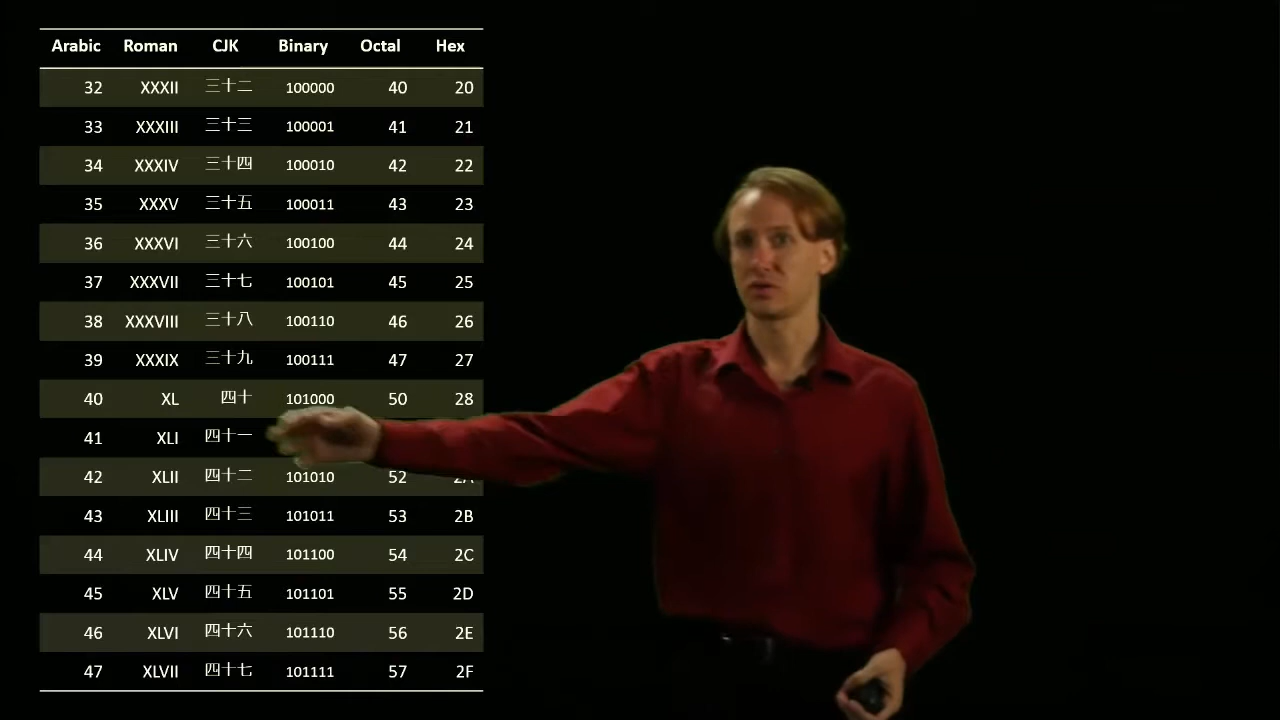 Arabic Roman CJK Binary Octal Hex
32 XXXII 三十二 100000 40 20
33 XXXIII 三十三 100001 41 21
34 XXXIV 三十四 100010 42 22
35 XXXV 三十五 100011 43 23
36 XXXVI 三十六 100100 44 24
37 XXXVII 三十七 100101 45 25
38 XXXVIII 三十八 100110 46 26
39 XXXIX 三十九 100111 47 27
40 XL 四十 101000 50 28
41 XLI 四十一
42 XLII 四十二 101010 52 2A
43 XLIII 四十三 101011 53 2B
44 XLIV 四十四 101100 54 2C
45 XLV 四十五 101101 55 2D
46 XLVI 四十六 101110 56 2E
47 XLVII 四十七 101111 57 2F